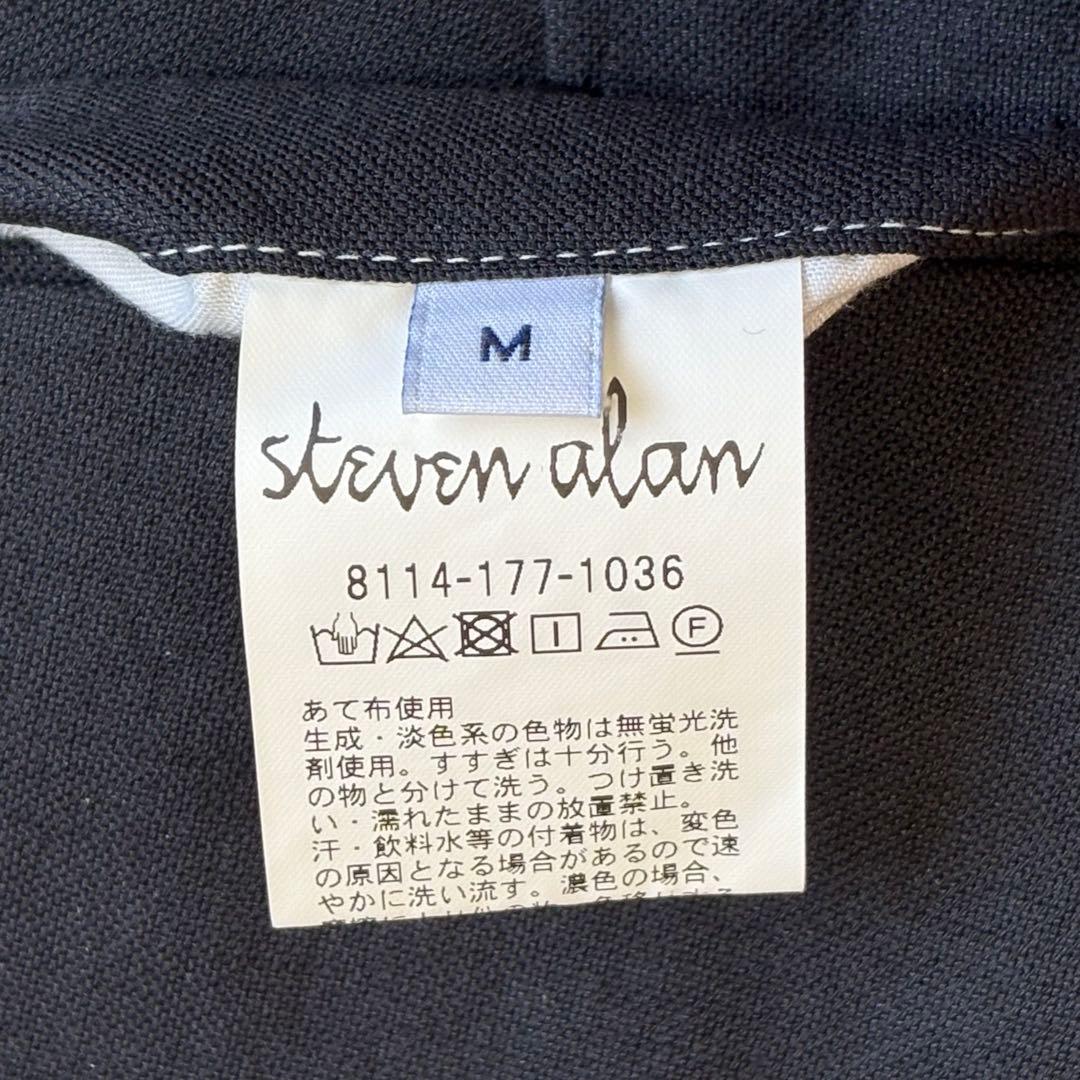 M
steven alan
8114-177-1036
F
あて布使用
生成・淡色系の色物は無蛍光洗
剤使用。すすぎは十分行う。他
の物と分けて洗う。つけ置き洗
い・濡れたままの放置禁止。
汗・飲料水等の付着物は、変色
の原因となる場合があるので速
やかに洗い流す。濃色の場合、